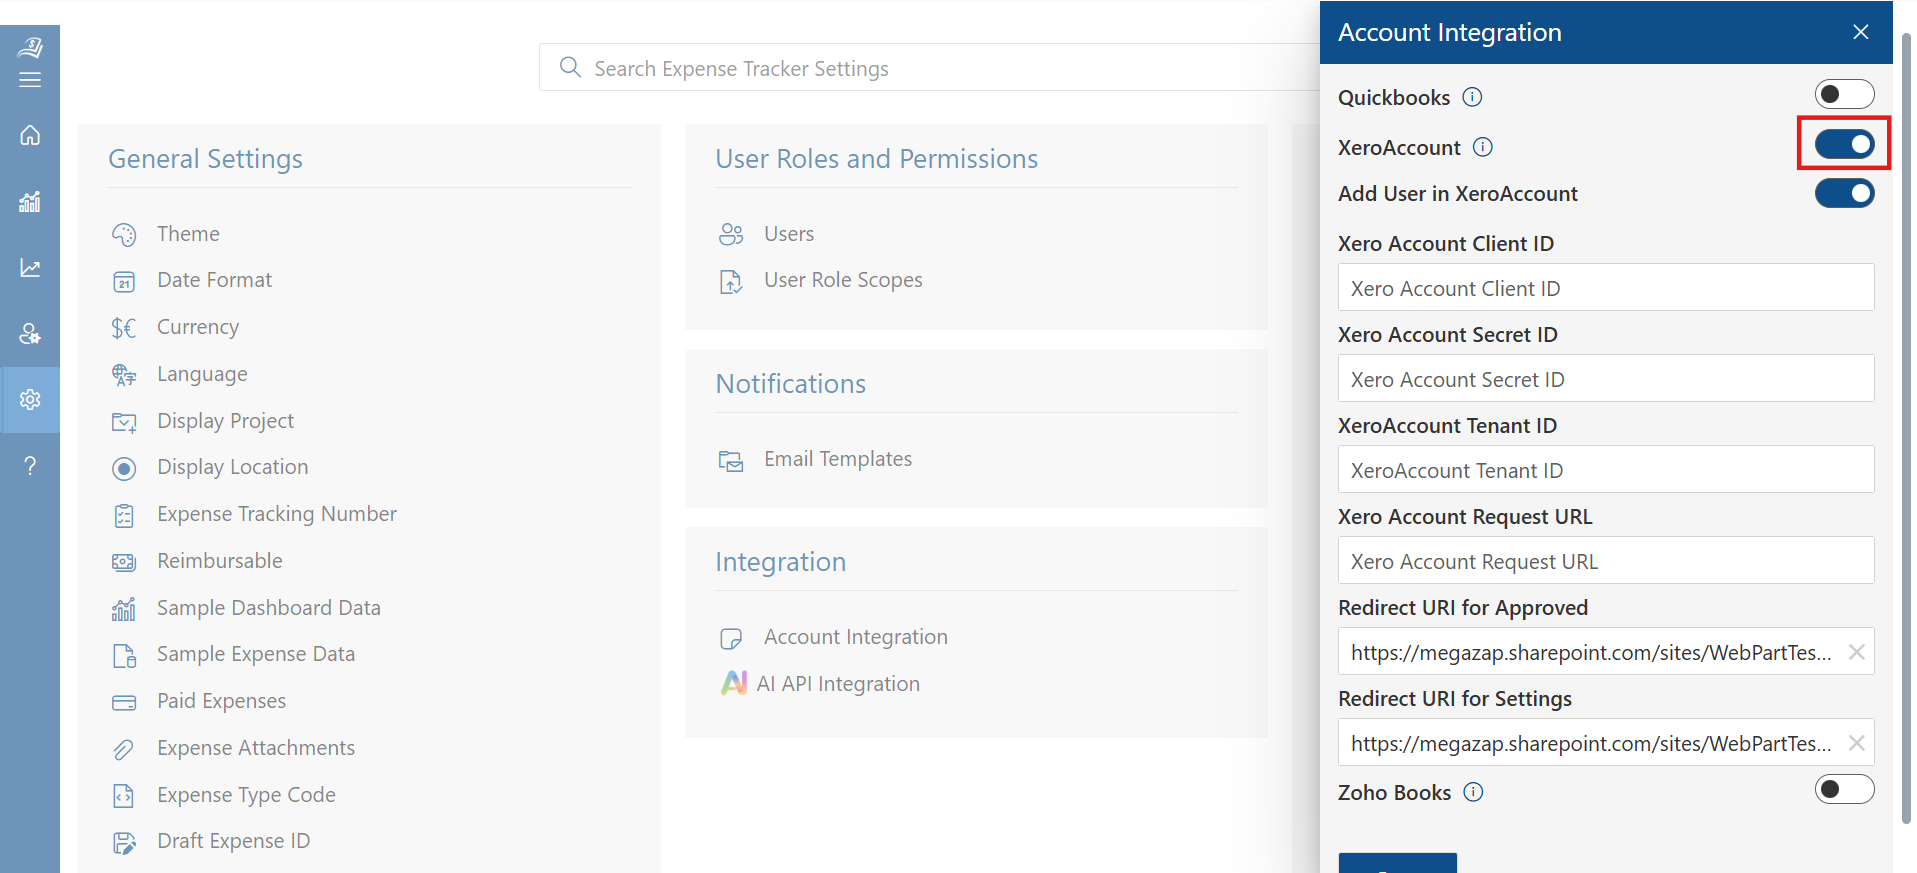 Search Expense Tracker Settings
General Settings
Theme
21
Date Format
Currency
Language
Display Project
Display Location
Expense Tracking Number
Reimbursable
Sample Dashboard Data
Sample Expense Data
Paid Expenses
Expense Attachments
Expense Type Code
Draft Expense ID
User Roles and Permissions
Users
User Role Scopes
Notifications
Email Templates
Integration
Account Integration
AI API Integration
Account Integration
Quickbooks
XeroAccount
Add User in XeroAccount
Xero Account Client ID
Xero Account Client ID
Xero Account Secret ID
Xero Account Secret ID
XeroAccount Tenant ID
XeroAccount Tenant ID
Xero Account Request URL
Xero Account Request URL
Redirect URI for Approved
https://megazap.sharepoint.com/sites/WebPartTes...
Redirect URI for Settings
https://megazap.sharepoint.com/sites/WebPartTes...
Zoho Books